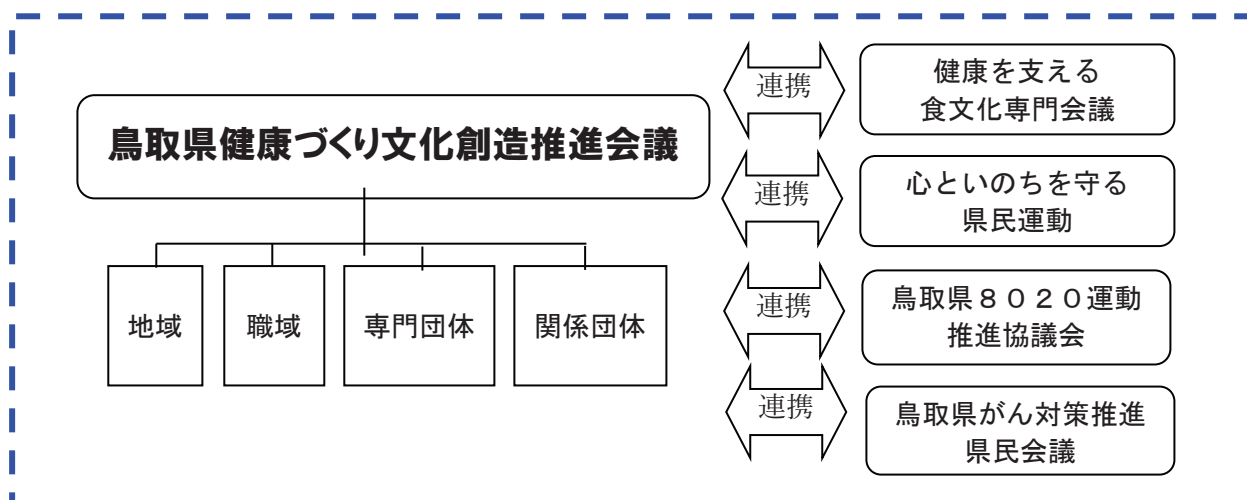 鳥取県健康づくり文化創造推進会議
地域
職域
専門団体
関係団体
連携
健康を支える
食文化専門会議
連携
心といのちを守る
県民運動
連携
鳥取県8020運動
推進協議会
連携
鳥取県がん対策推進
県民会議